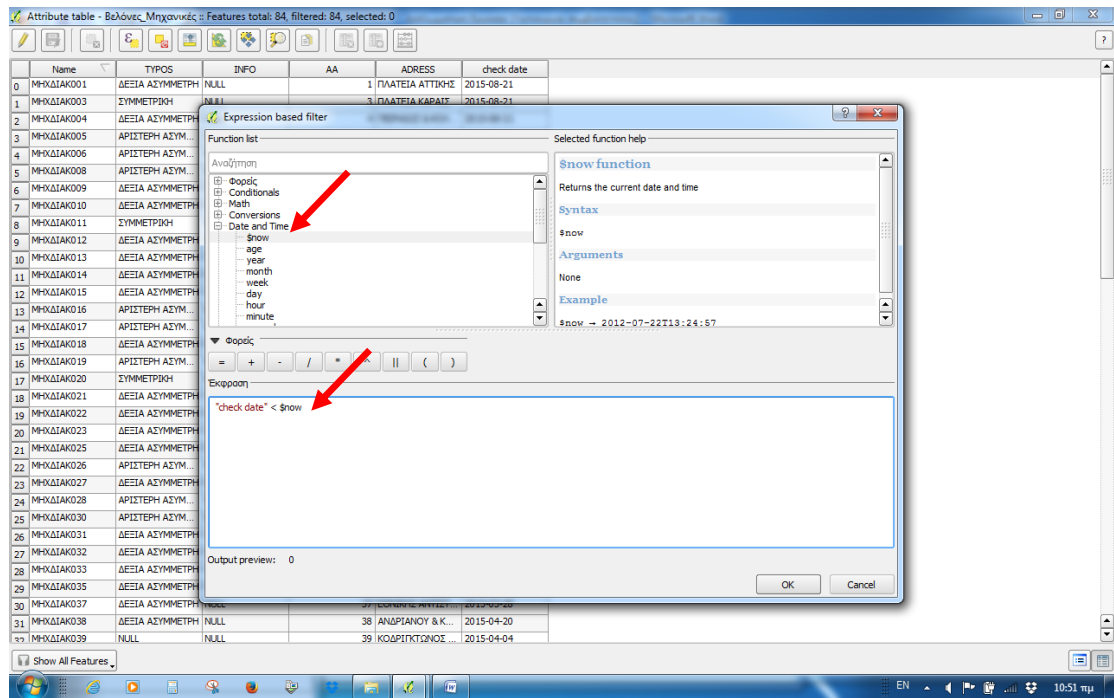 Attribute table - Βελόνες_Μηχανικές :: Features total: 84, filtered: 84, selected: 0
Name TYPOS INFO AA ADRESS check date
0 ΜΗΧΔΙΑΚ001 ΔΕΞΙΑ ΑΣΥΜΜΕΤΡΗ NULL 1 ΠΛΑΤΕΙΑ ΑΤΤΙΚΗΣ 2015-08-21
1 ΜΗΧΔΙΑΚ003 ΣΥΜΜΕΤΡΙΚΗ NULL 3 ΠΛΑΤΕΙΑ ΚΑΡΑΙΣ 2015-08-21
2 ΜΗΧΔΙΑΚ004 ΔΕΞΙΑ ΑΣΥΜΜΕΤΡΗ
3 ΜΗΧΔΙΑΚ005 ΑΡΙΣΤΕΡΗ ΑΣΥΜ...
4 ΜΗΧΔΙΑΚ006 ΑΡΙΣΤΕΡΗ ΑΣΥΜ...
5 ΜΗΧΔΙΑΚ008 ΑΡΙΣΤΕΡΗ ΑΣΥΜ...
6 ΜΗΧΔΙΑΚ009 ΔΕΞΙΑ ΑΣΥΜΜΕΤΡΗ
7 ΜΗΧΔΙΑΚ010 ΔΕΞΙΑ ΑΣΥΜΜΕΤΡΗ
8 ΜΗΧΔΙΑΚ011 ΣΥΜΜΕΤΡΙΚΗ
9 ΜΗΧΔΙΑΚ012 ΔΕΞΙΑ ΑΣΥΜΜΕΤΡΗ
10 ΜΗΧΔΙΑΚ013 ΔΕΞΙΑ ΑΣΥΜΜΕΤΡΗ
11 ΜΗΧΔΙΑΚ014 ΔΕΞΙΑ ΑΣΥΜΜΕΤΡΗ
12 ΜΗΧΔΙΑΚ015 ΔΕΞΙΑ ΑΣΥΜΜΕΤΡΗ
13 ΜΗΧΔΙΑΚ016 ΑΡΙΣΤΕΡΗ ΑΣΥΜ...
14 ΜΗΧΔΙΑΚ017 ΑΡΙΣΤΕΡΗ ΑΣΥΜ...
15 ΜΗΧΔΙΑΚ018 ΔΕΞΙΑ ΑΣΥΜΜΕΤΡΗ
16 ΜΗΧΔΙΑΚ019 ΑΡΙΣΤΕΡΗ ΑΣΥΜ...
17 ΜΗΧΔΙΑΚ020 ΣΥΜΜΕΤΡΙΚΗ
18 ΜΗΧΔΙΑΚ021 ΔΕΞΙΑ ΑΣΥΜΜΕΤΡΗ
19 ΜΗΧΔΙΑΚ022 ΔΕΞΙΑ ΑΣΥΜΜΕΤΡΗ
20 ΜΗΧΔΙΑΚ023 ΔΕΞΙΑ ΑΣΥΜΜΕΤΡΗ
21 ΜΗΧΔΙΑΚ025 ΔΕΞΙΑ ΑΣΥΜΜΕΤΡΗ
22 ΜΗΧΔΙΑΚ026 ΑΡΙΣΤΕΡΗ ΑΣΥΜ...
23 ΜΗΧΔΙΑΚ027 ΔΕΞΙΑ ΑΣΥΜΜΕΤΡΗ
24 ΜΗΧΔΙΑΚ028 ΑΡΙΣΤΕΡΗ ΑΣΥΜ...
25 ΜΗΧΔΙΑΚ030 ΑΡΙΣΤΕΡΗ ΑΣΥΜ...
26 ΜΗΧΔΙΑΚ031 ΔΕΞΙΑ ΑΣΥΜΜΕΤΡΗ
27 ΜΗΧΔΙΑΚ032 ΔΕΞΙΑ ΑΣΥΜΜΕΤΡΗ
28 ΜΗΧΔΙΑΚ033 ΔΕΞΙΑ ΑΣΥΜΜΕΤΡΗ
29 ΜΗΧΔΙΑΚ035 ΔΕΞΙΑ ΑΣΥΜΜΕΤΡΗ
30 ΜΗΧΔΙΑΚ037 ΔΕΞΙΑ ΑΣΥΜΜΕΤΡΗ NULL 37 ΕΘΝΙΚΗΣ ΑΝΤΙΣΤ... 2015-03-28
31 ΜΗΧΔΙΑΚ038 ΔΕΞΙΑ ΑΣΥΜΜΕΤΡΗ NULL 38 ΑΝΔΡΙΑΝΟΥ & Κ... 2015-04-20
32 ΜΗΧΔΙΑΚ039 NULL NULL 39 ΚΟΔΡΙΓΚΤΩΝΟΣ ... 2015-04-04
Show All Features
Expression based filter
Function list
Αναζήτηση
Φορείς
Conditionals
Math
Conversions
Date and Time
$now
age
year
month
week
day
hour
minute
Selected function help
$now function
Returns the current date and time
Syntax
$now
Arguments
None
Example
$now → 2012-07-22T13:24:57
Φορείς
= + - / * ^ || ( )
Έκφραση
"check date" < $now
Output preview: 0
OK Cancel
EN 10:51 πμ